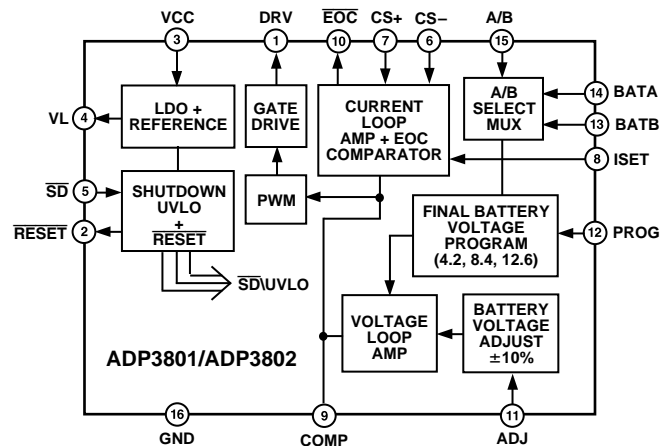 VCC DRV EOC CS+ CS– A/B
3 1 10 7 6 15
VL 4
LDO +
REFERENCE
GATE
DRIVE
CURRENT
LOOP
AMP + EOC
COMPARATOR
A/B
SELECT
MUX
14 BATA
13 BATB
8 ISET
SD 5
RESET 2
SHUTDOWN
UVLO
+
RESET
PWM
FINAL BATTERY
VOLTAGE
PROGRAM
(4.2, 8.4, 12.6)
12 PROG
SD\UVLO
VOLTAGE
LOOP
AMP
BATTERY
VOLTAGE
ADJUST
±10%
ADP3801/ADP3802
16 9 11
GND COMP ADJ